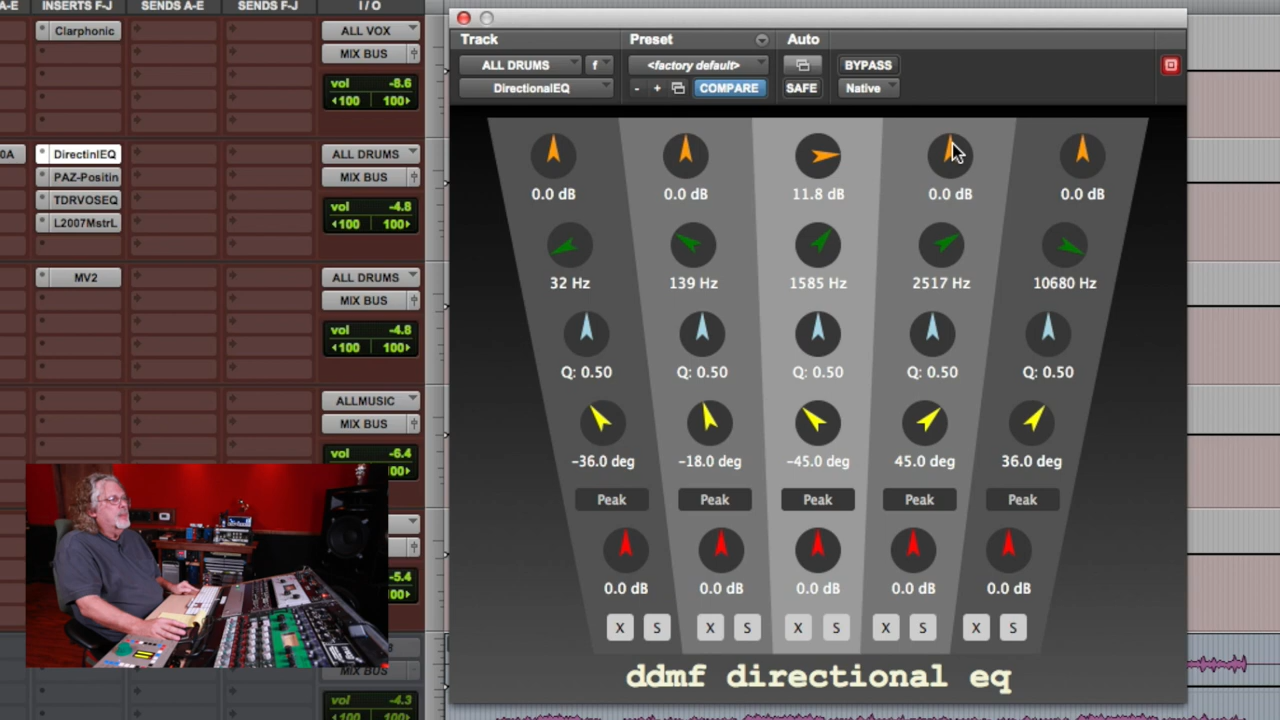 A-E INSERTS F-J SENDS A-E SENDS F-J I / O
Clarphonic
ALL VOX
MIX BUS
vol -8.6
100 100
0A DirectinlEQ ALL DRUMS
PAZ-Positin MIX BUS
TDRVOSEQ
L2007MstrL
vol -4.8
100 100
MV2 ALL DRUMS
MIX BUS
vol -4.8
100 100
ALLMUSIC
MIX BUS
vol -6.4
100
-5.4
100
MIX BUS
vol -4.3
100 100
Track Preset Auto
ALL DRUMS f <factory default> BYPASS
DirectionalEQ - + COMPARE SAFE Native
0.0 dB 0.0 dB 11.8 dB 0.0 dB 0.0 dB
32 Hz 139 Hz 1585 Hz 2517 Hz 10680 Hz
Q: 0.50 Q: 0.50 Q: 0.50 Q: 0.50 Q: 0.50
-36.0 deg -18.0 deg -45.0 deg 45.0 deg 36.0 deg
Peak Peak Peak Peak Peak
0.0 dB 0.0 dB 0.0 dB 0.0 dB 0.0 dB
X S X S X S X S X S
ddmf directional eq